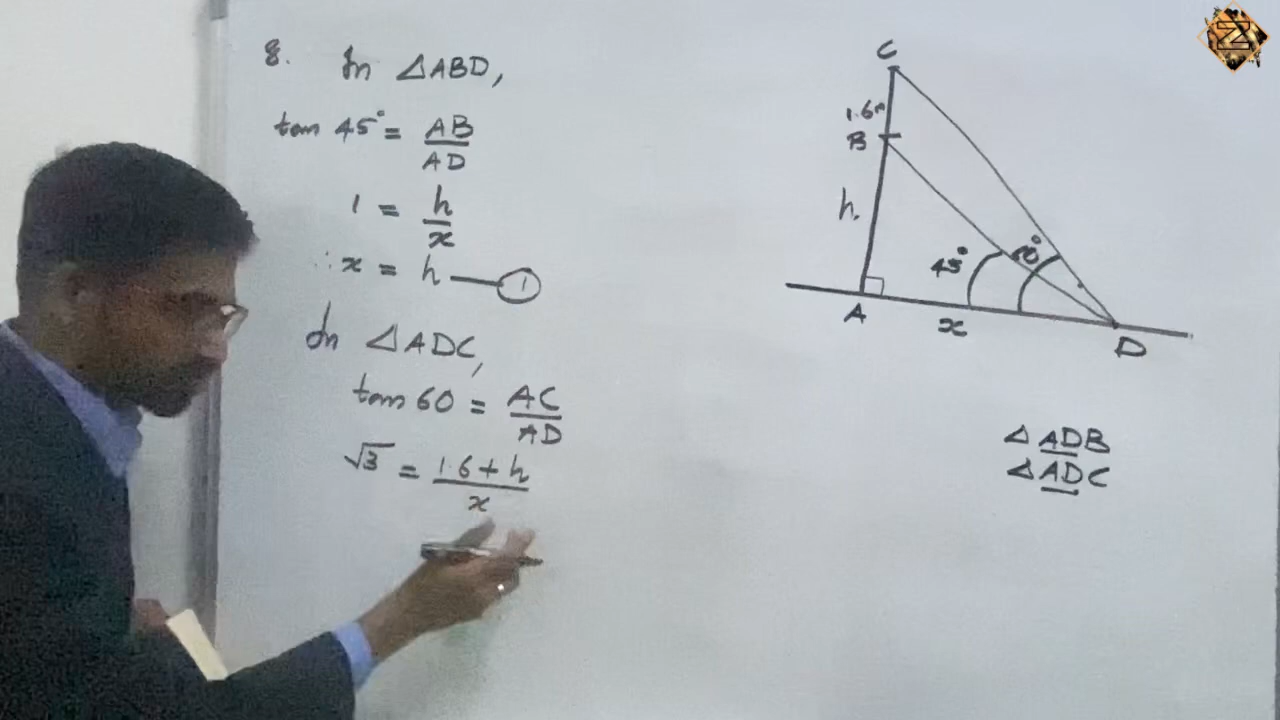 8. In △ABD,
tan 45° = AB/AD
1 = h/x
∴ x = h —— ①
In △ADC,
tan 60 = AC/AD
√3 = 1.6+h/x
C
1.6m
B
h.
45°
60°
A
x
D
△ADB
△ADC
Z